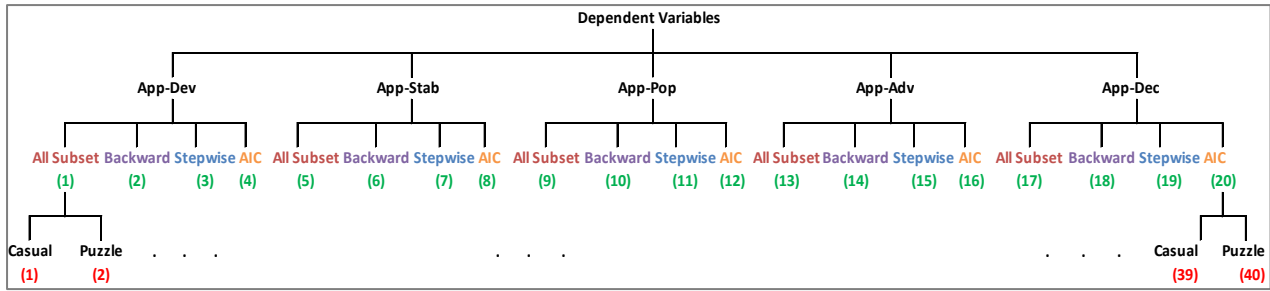 Dependent Variables
App-Dev App-Stab App-Pop App-Adv App-Dec
All Subset Backward Stepwise AIC All Subset Backward Stepwise AIC All Subset Backward Stepwise AIC All Subset Backward Stepwise AIC All Subset Backward Stepwise AIC
(1) (2) (3) (4) (5) (6) (7) (8) (9) (10) (11) (12) (13) (14) (15) (16) (17) (18) (19) (20)
Casual Puzzle . . . . . . . . . Casual Puzzle
(1) (2) (39) (40)